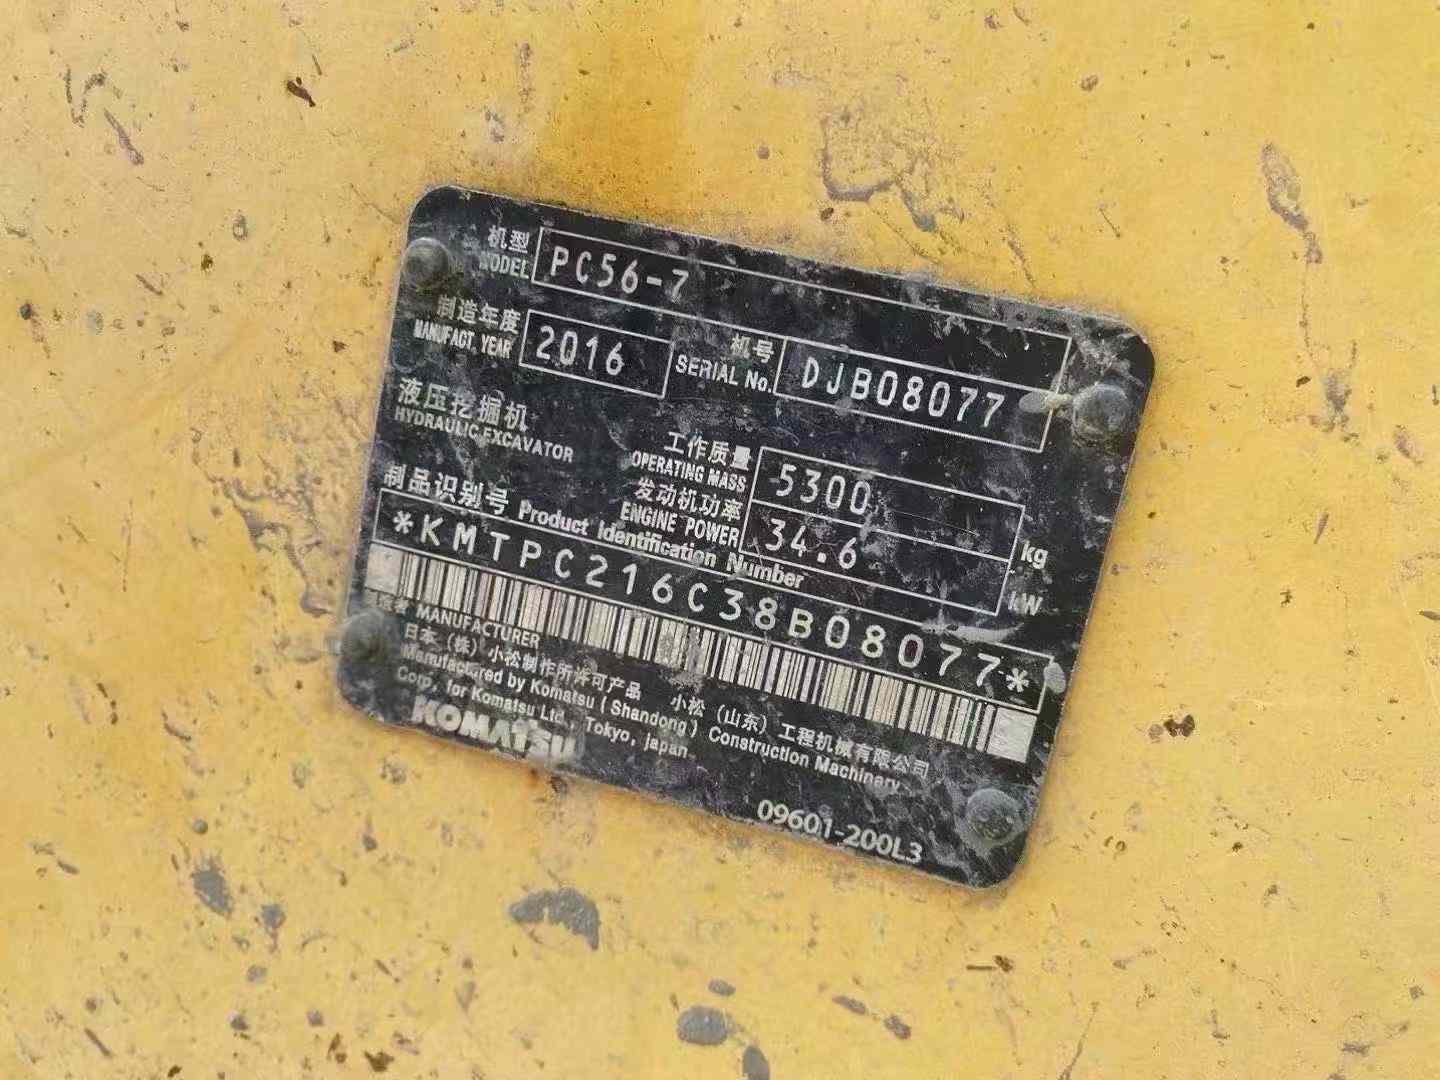 机型
MODEL
PC56-7
制造年度
MANUFACT. YEAR
2016
机号
SERIAL No.
DJB08077
液压挖掘机
HYDRAULIC EXCAVATOR
工作质量
OPERATING MASS
5300
kg
发动机功率
ENGINE POWER
34.6
kW
制品识别号 Product Identification Number
*KMTPC216C38B08077*
制造者 MANUFACTURER
日本（株）小松制作所许可产品 小松（山东）工程机械有限公司
Manufactured by Komatsu (Shandong) Construction Machinery
Corp, for Komatsu Ltd., Tokyo, japan
KOMATSU
09601-200L3